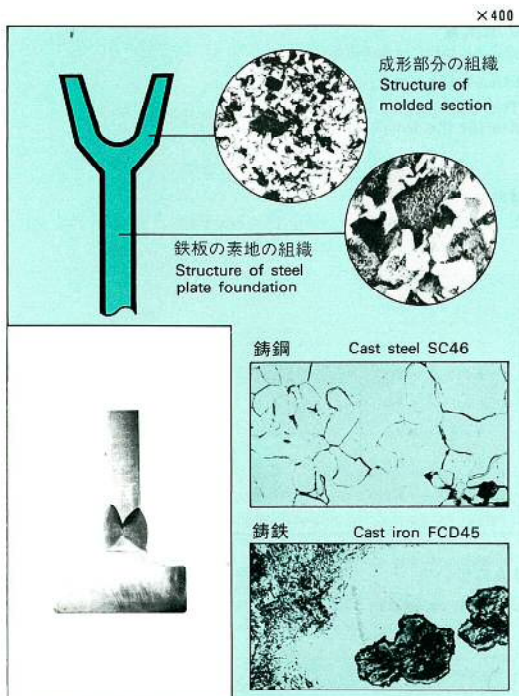 ×400
成形部分の組織
Structure of
molded section
鉄板の素地の組織
Structure of steel
plate foundation
鋳鋼 Cast steel SC46
鋳鉄 Cast iron FCD45